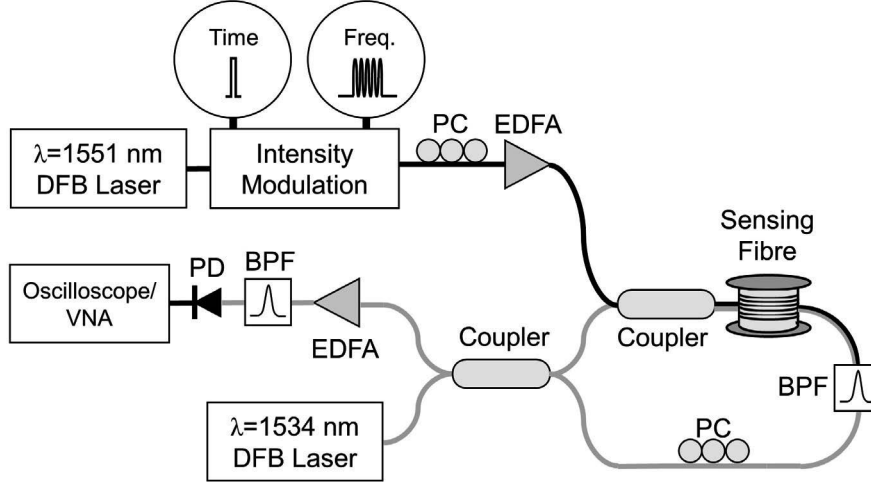 Time
Freq.
λ=1551 nm
DFB Laser
Intensity
Modulation
PC
EDFA
Sensing
Fibre
Oscilloscope/
VNA
PD
BPF
EDFA
Coupler
Coupler
BPF
λ=1534 nm
DFB Laser
PC